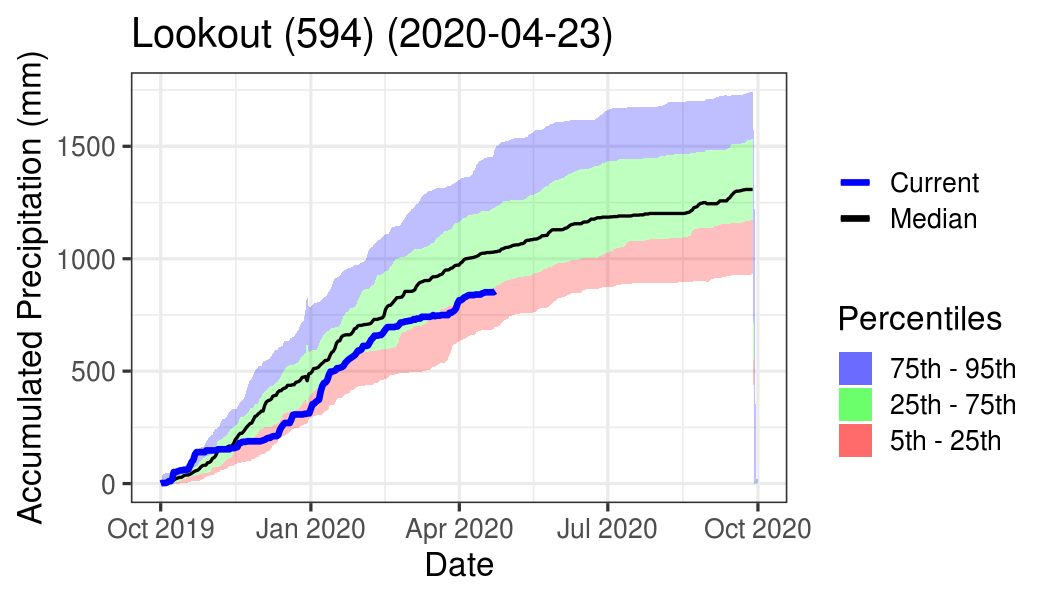 Lookout (594) (2020-04-23)
Accumulated Precipitation (mm)
1500
1000
500
0
Oct 2019
Jan 2020
Apr 2020
Jul 2020
Oct 2020
Date
Current
Median
Percentiles
75th - 95th
25th - 75th
5th - 25th